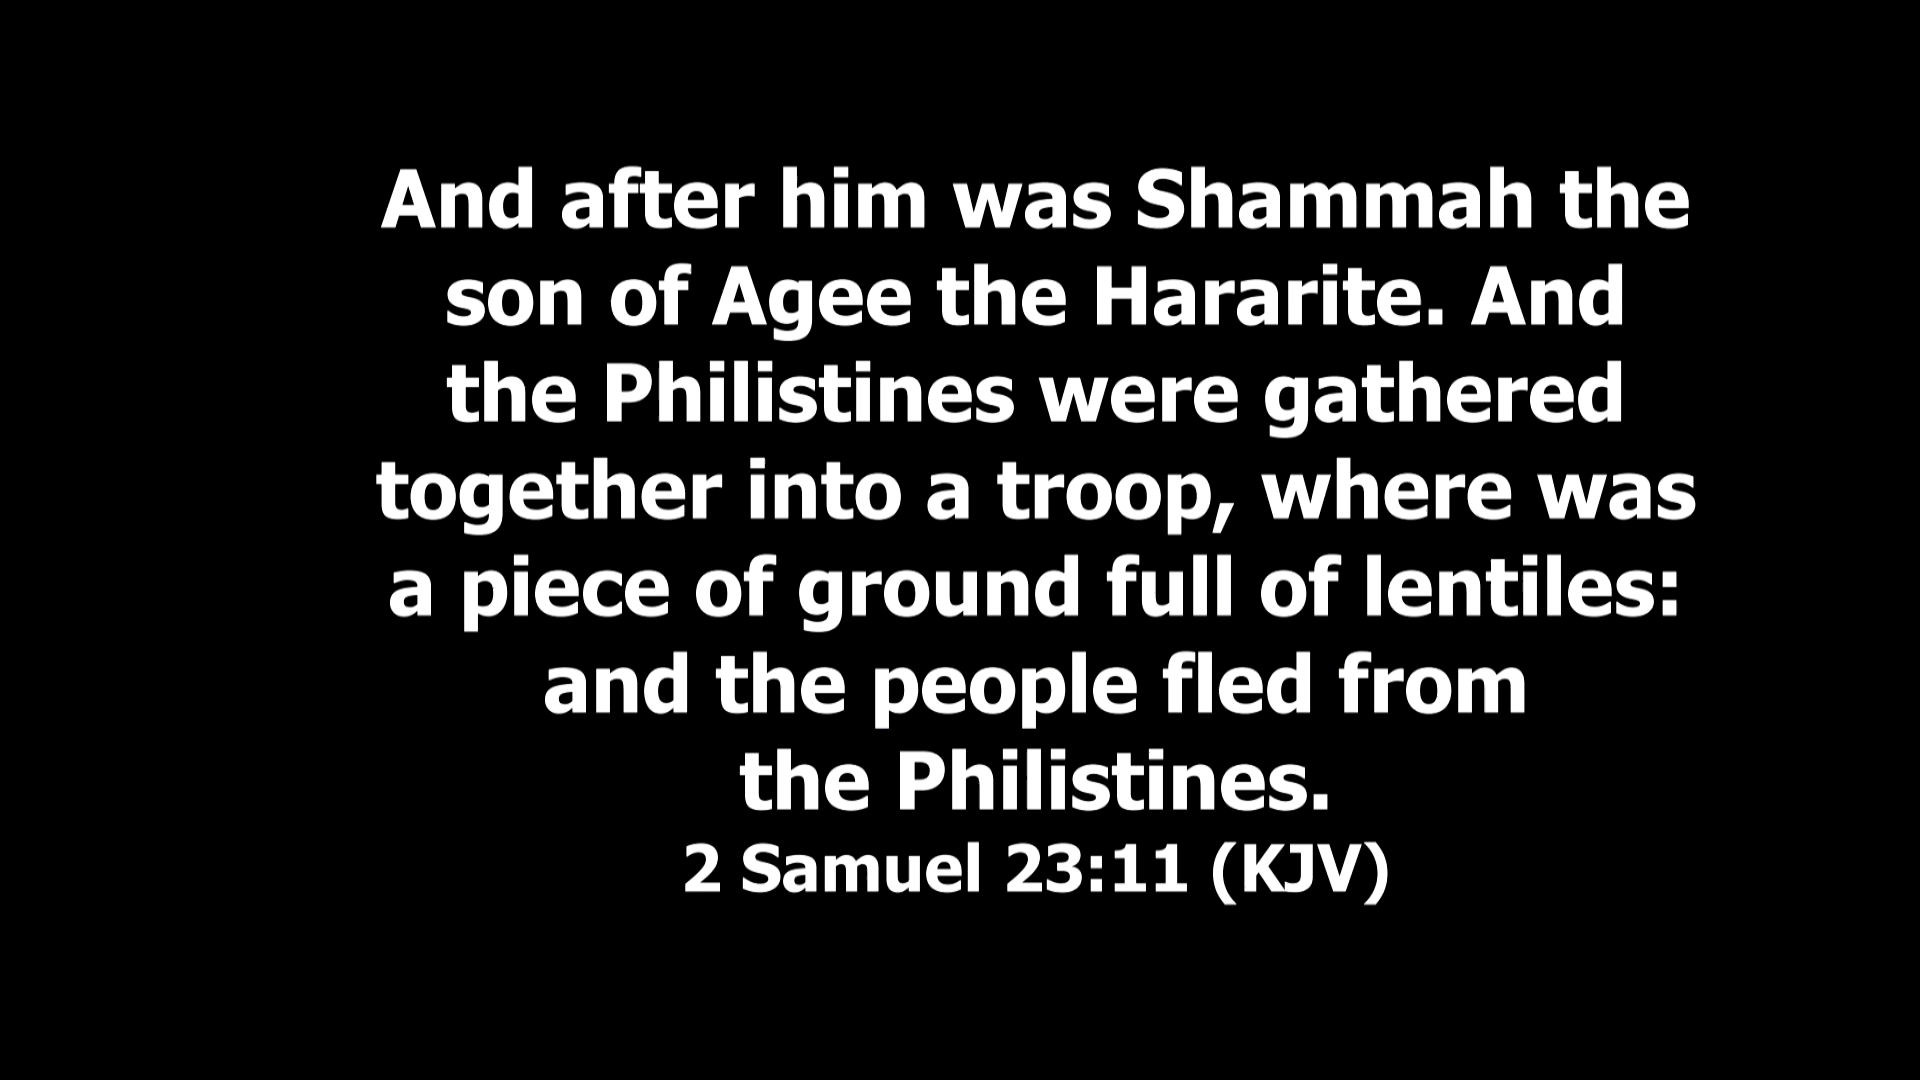 And after him was Shammah the
son of Agee the Hararite. And
the Philistines were gathered
together into a troop, where was
a piece of ground full of lentiles:
and the people fled from
the Philistines.
2 Samuel 23:11 (KJV)